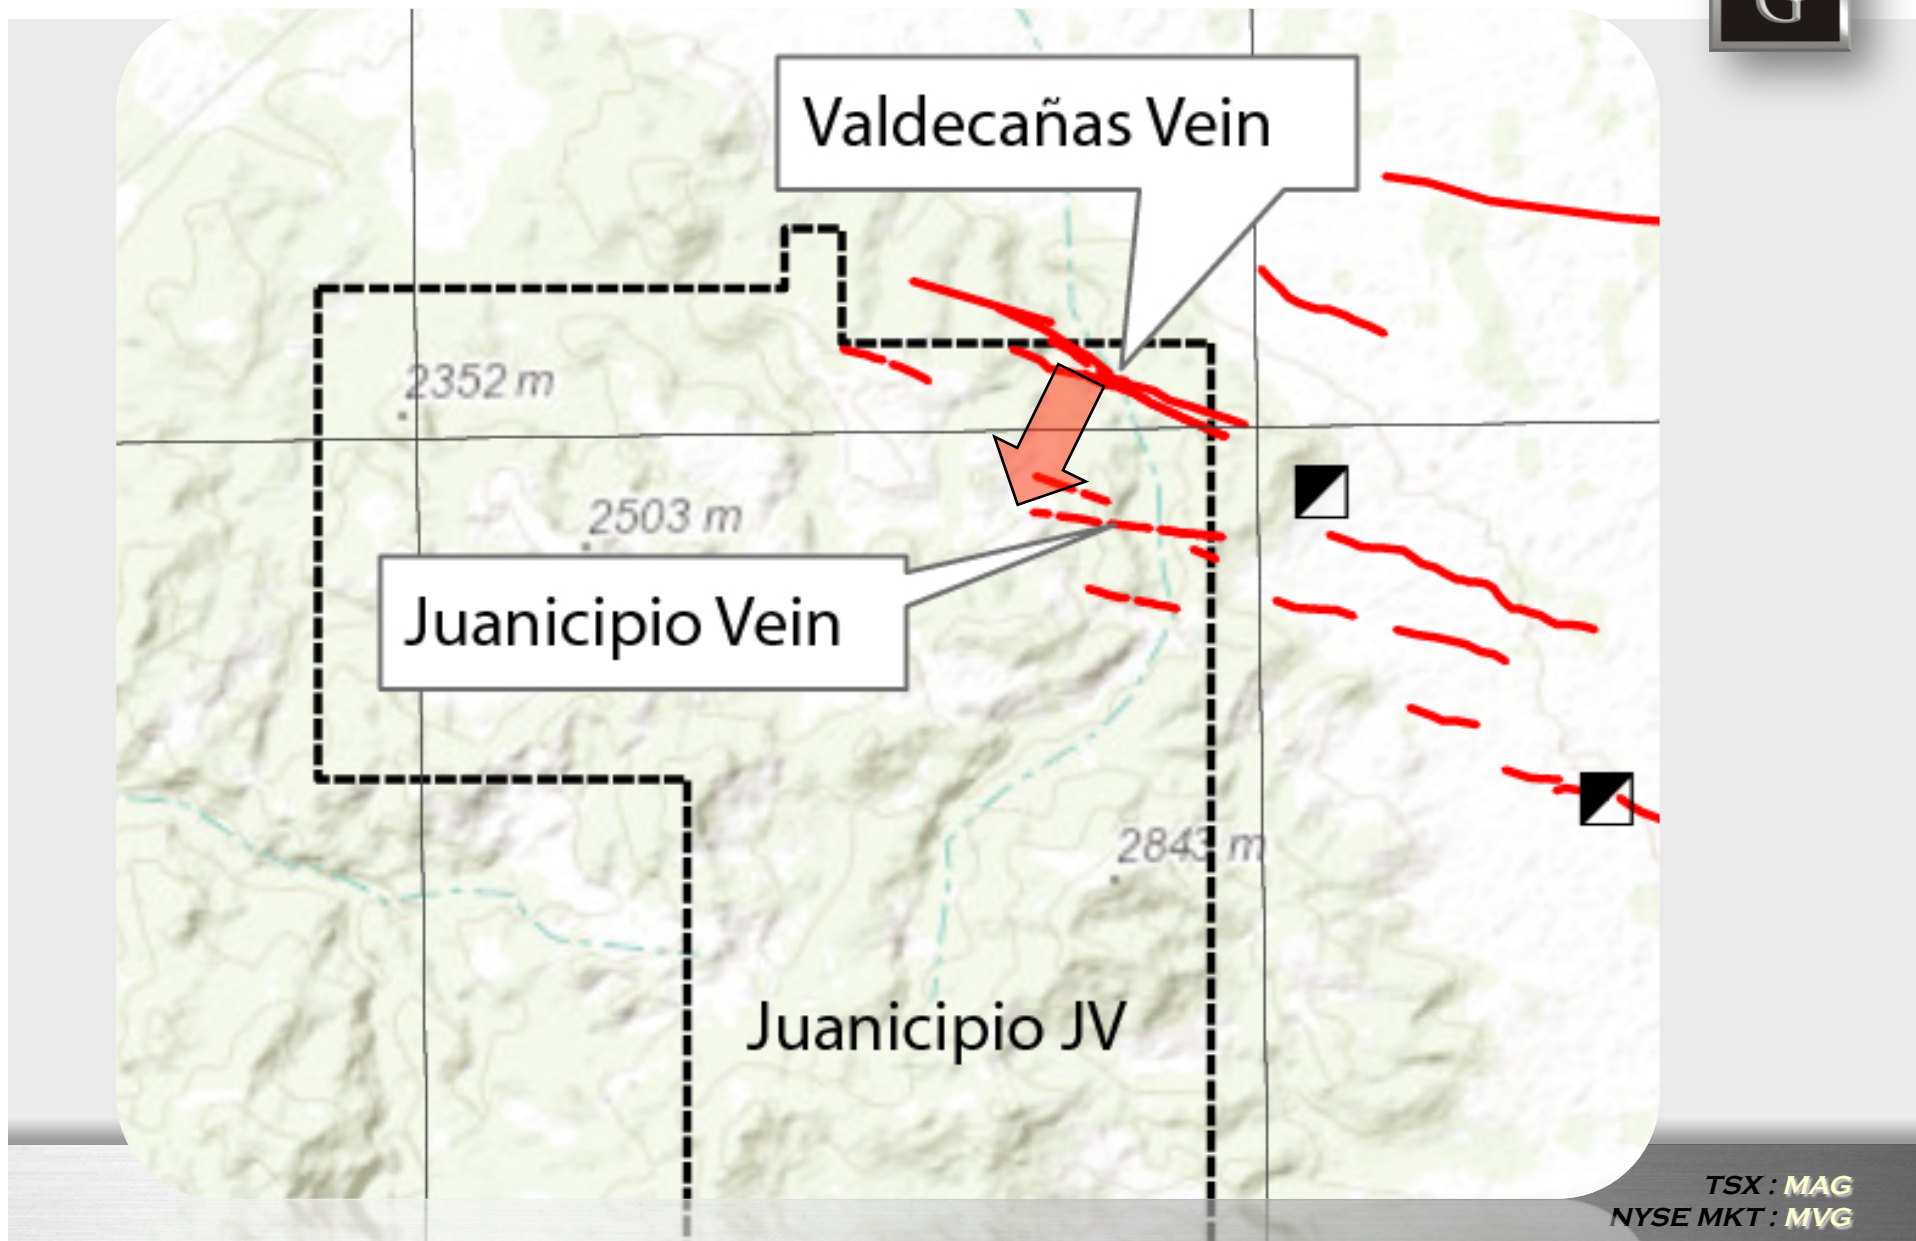 G
Valdecañas Vein
2352 m
2503 m
Juanicipio Vein
2843 m
Juanicipio JV
TSX : MAG
NYSE MKT : MVG